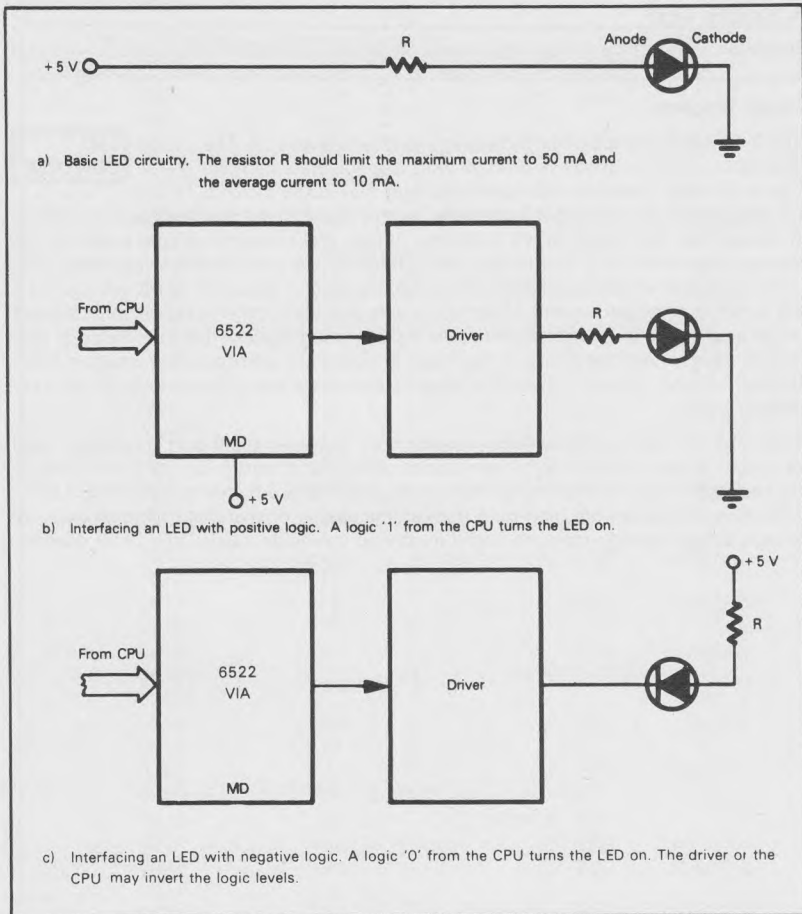 R
Anode
Cathode
+ 5 V
a) Basic LED circuitry. The resistor R should limit the maximum current to 50 mA and
the average current to 10 mA.
From CPU
6522
VIA
Driver
R
MD
+ 5 V
b) Interfacing an LED with positive logic. A logic '1' from the CPU turns the LED on.
+ 5 V
R
From CPU
6522
VIA
Driver
MD
c) Interfacing an LED with negative logic. A logic '0' from the CPU turns the LED on. The driver or the
CPU may invert the logic levels.